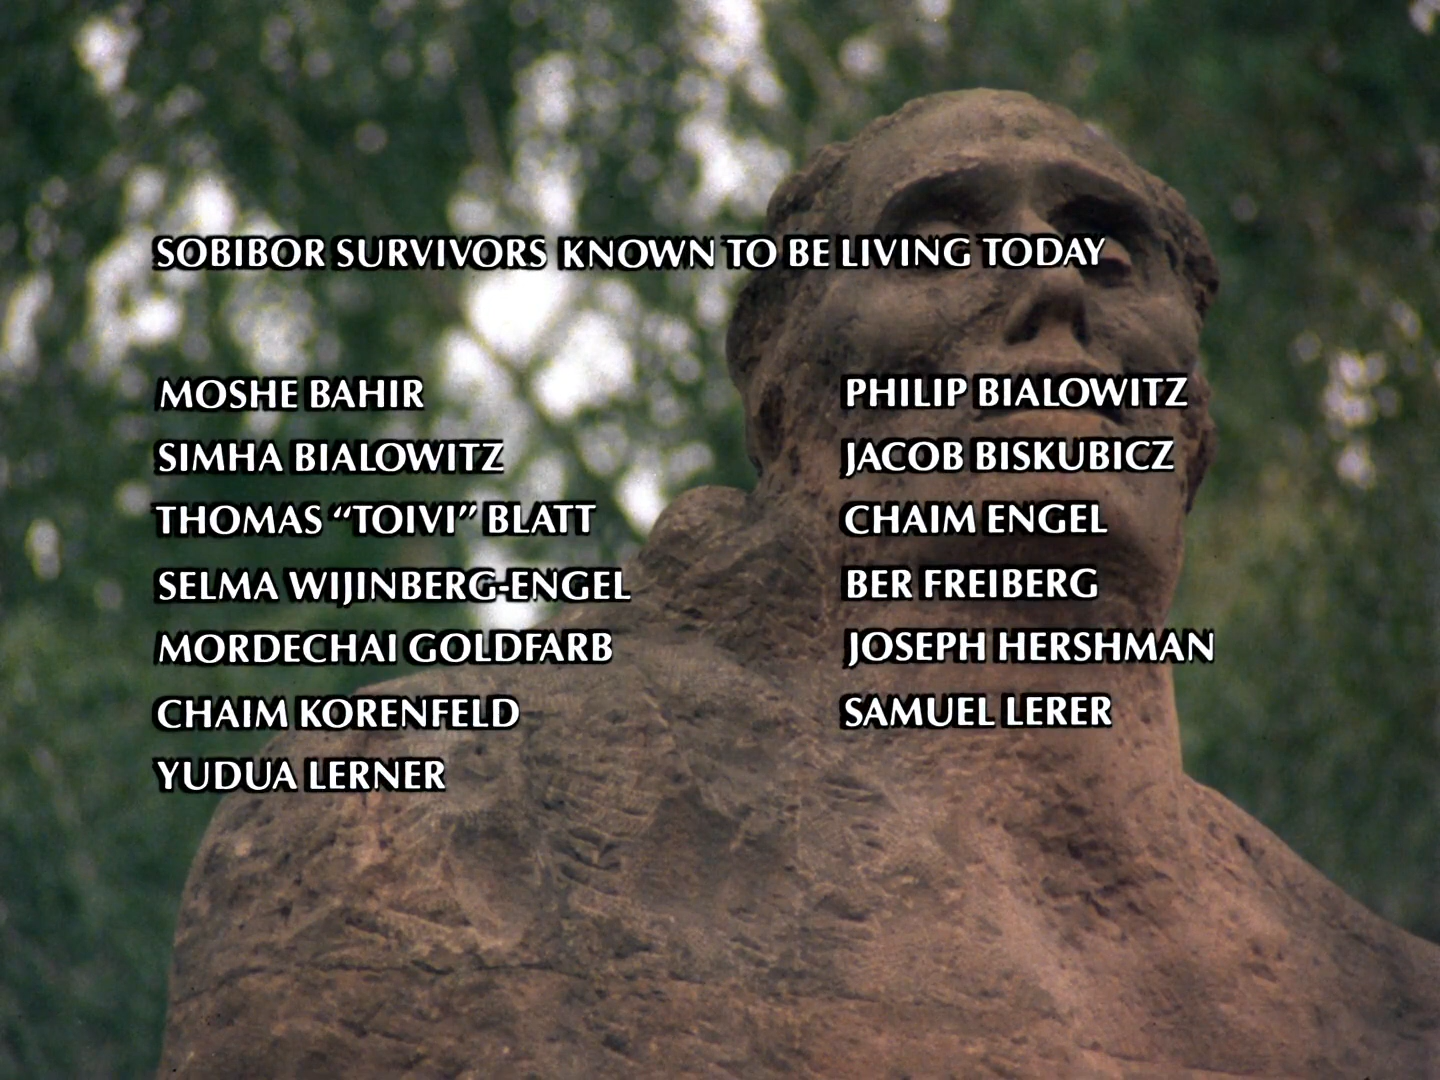 SOBIBOR SURVIVORS KNOWN TO BE LIVING TODAY
MOSHE BAHIR
SIMHA BIALOWITZ
THOMAS “TOIVI” BLATT
SELMA WIJINBERG-ENGEL
MORDECHAI GOLDFARB
CHAIM KORENFELD
YUDUA LERNER
PHILIP BIALOWITZ
JACOB BISKUBICZ
CHAIM ENGEL
BER FREIBERG
JOSEPH HERSHMAN
SAMUEL LERER